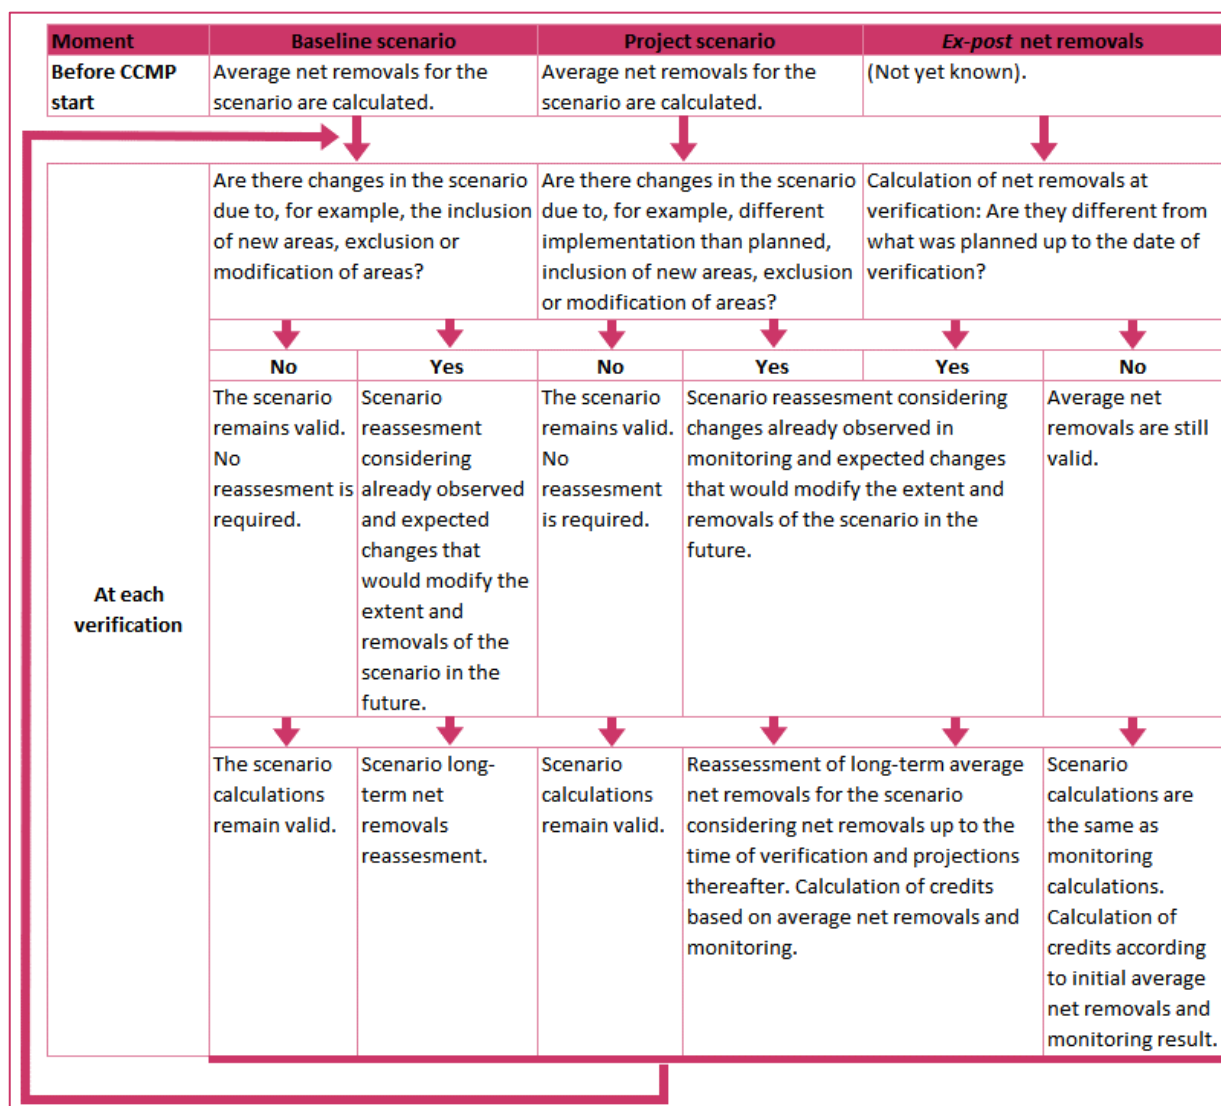 Moment
Baseline scenario
Project scenario
Ex-post net removals
Before CCMP
start
Average net removals for the
scenario are calculated.
Average net removals for the
scenario are calculated.
(Not yet known).
At each
verification
Are there changes in the scenario
due to, for example, the inclusion
of new areas, exclusion or
modification of areas?
Are there changes in the scenario
due to, for example, different
implementation than planned,
inclusion of new areas, exclusion
or modification of areas?
Calculation of net removals at
verification: Are they different from
what was planned up to the date of
verification?
No
Yes
No
Yes
Yes
No
The scenario
remains valid.
No
reassesment is
required.
Scenario
reassesment
considering
already observed
and expected
changes that
would modify the
extent and
removals of the
scenario in the
future.
The scenario
remains valid.
No
reassesment
is required.
Scenario reassesment considering
changes already observed in
monitoring and expected changes
that would modify the extent and
removals of the scenario in the
future.
Average net
removals are still
valid.
The scenario
calculations
remain valid.
Scenario long-
term net
removals
reassesment.
Scenario
calculations
remain valid.
Reassessment of long-term average
net removals for the scenario
considering net removals up to the
time of verification and projections
thereafter. Calculation of credits
based on average net removals and
monitoring.
Scenario
calculations are
the same as
monitoring
calculations.
Calculation of
credits according
to initial average
net removals and
monitoring result.